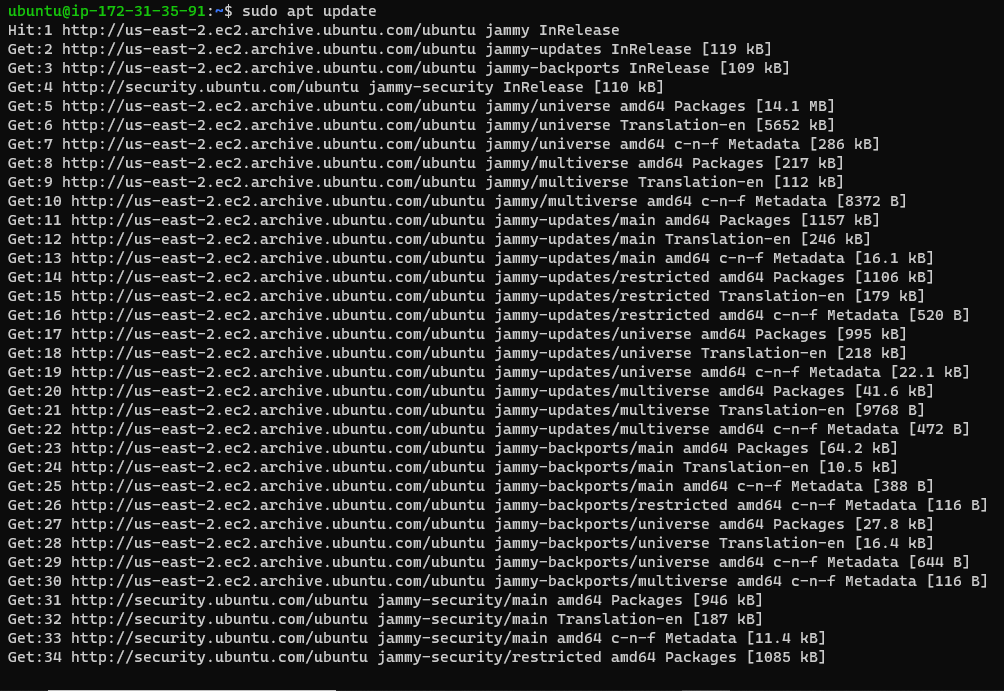 ubuntu@ip-172-31-35-91:~$ sudo apt update
Hit:1 http://us-east-2.ec2.archive.ubuntu.com/ubuntu jammy InRelease
Get:2 http://us-east-2.ec2.archive.ubuntu.com/ubuntu jammy-updates InRelease [119 kB]
Get:3 http://us-east-2.ec2.archive.ubuntu.com/ubuntu jammy-backports InRelease [109 kB]
Get:4 http://security.ubuntu.com/ubuntu jammy-security InRelease [110 kB]
Get:5 http://us-east-2.ec2.archive.ubuntu.com/ubuntu jammy/universe amd64 Packages [14.1 MB]
Get:6 http://us-east-2.ec2.archive.ubuntu.com/ubuntu jammy/universe Translation-en [5652 kB]
Get:7 http://us-east-2.ec2.archive.ubuntu.com/ubuntu jammy/universe amd64 c-n-f Metadata [286 kB]
Get:8 http://us-east-2.ec2.archive.ubuntu.com/ubuntu jammy/multiverse amd64 Packages [217 kB]
Get:9 http://us-east-2.ec2.archive.ubuntu.com/ubuntu jammy/multiverse Translation-en [112 kB]
Get:10 http://us-east-2.ec2.archive.ubuntu.com/ubuntu jammy/multiverse amd64 c-n-f Metadata [8372 B]
Get:11 http://us-east-2.ec2.archive.ubuntu.com/ubuntu jammy-updates/main amd64 Packages [1157 kB]
Get:12 http://us-east-2.ec2.archive.ubuntu.com/ubuntu jammy-updates/main Translation-en [246 kB]
Get:13 http://us-east-2.ec2.archive.ubuntu.com/ubuntu jammy-updates/main amd64 c-n-f Metadata [16.1 kB]
Get:14 http://us-east-2.ec2.archive.ubuntu.com/ubuntu jammy-updates/restricted amd64 Packages [1106 kB]
Get:15 http://us-east-2.ec2.archive.ubuntu.com/ubuntu jammy-updates/restricted Translation-en [179 kB]
Get:16 http://us-east-2.ec2.archive.ubuntu.com/ubuntu jammy-updates/restricted amd64 c-n-f Metadata [520 B]
Get:17 http://us-east-2.ec2.archive.ubuntu.com/ubuntu jammy-updates/universe amd64 Packages [995 kB]
Get:18 http://us-east-2.ec2.archive.ubuntu.com/ubuntu jammy-updates/universe Translation-en [218 kB]
Get:19 http://us-east-2.ec2.archive.ubuntu.com/ubuntu jammy-updates/universe amd64 c-n-f Metadata [22.1 kB]
Get:20 http://us-east-2.ec2.archive.ubuntu.com/ubuntu jammy-updates/multiverse amd64 Packages [41.6 kB]
Get:21 http://us-east-2.ec2.archive.ubuntu.com/ubuntu jammy-updates/multiverse Translation-en [9768 B]
Get:22 http://us-east-2.ec2.archive.ubuntu.com/ubuntu jammy-updates/multiverse amd64 c-n-f Metadata [472 B]
Get:23 http://us-east-2.ec2.archive.ubuntu.com/ubuntu jammy-backports/main amd64 Packages [64.2 kB]
Get:24 http://us-east-2.ec2.archive.ubuntu.com/ubuntu jammy-backports/main Translation-en [10.5 kB]
Get:25 http://us-east-2.ec2.archive.ubuntu.com/ubuntu jammy-backports/main amd64 c-n-f Metadata [388 B]
Get:26 http://us-east-2.ec2.archive.ubuntu.com/ubuntu jammy-backports/restricted amd64 c-n-f Metadata [116 B]
Get:27 http://us-east-2.ec2.archive.ubuntu.com/ubuntu jammy-backports/universe amd64 Packages [27.8 kB]
Get:28 http://us-east-2.ec2.archive.ubuntu.com/ubuntu jammy-backports/universe Translation-en [16.4 kB]
Get:29 http://us-east-2.ec2.archive.ubuntu.com/ubuntu jammy-backports/universe amd64 c-n-f Metadata [644 B]
Get:30 http://us-east-2.ec2.archive.ubuntu.com/ubuntu jammy-backports/multiverse amd64 c-n-f Metadata [116 B]
Get:31 http://security.ubuntu.com/ubuntu jammy-security/main amd64 Packages [946 kB]
Get:32 http://security.ubuntu.com/ubuntu jammy-security/main Translation-en [187 kB]
Get:33 http://security.ubuntu.com/ubuntu jammy-security/main amd64 c-n-f Metadata [11.4 kB]
Get:34 http://security.ubuntu.com/ubuntu jammy-security/restricted amd64 Packages [1085 kB]